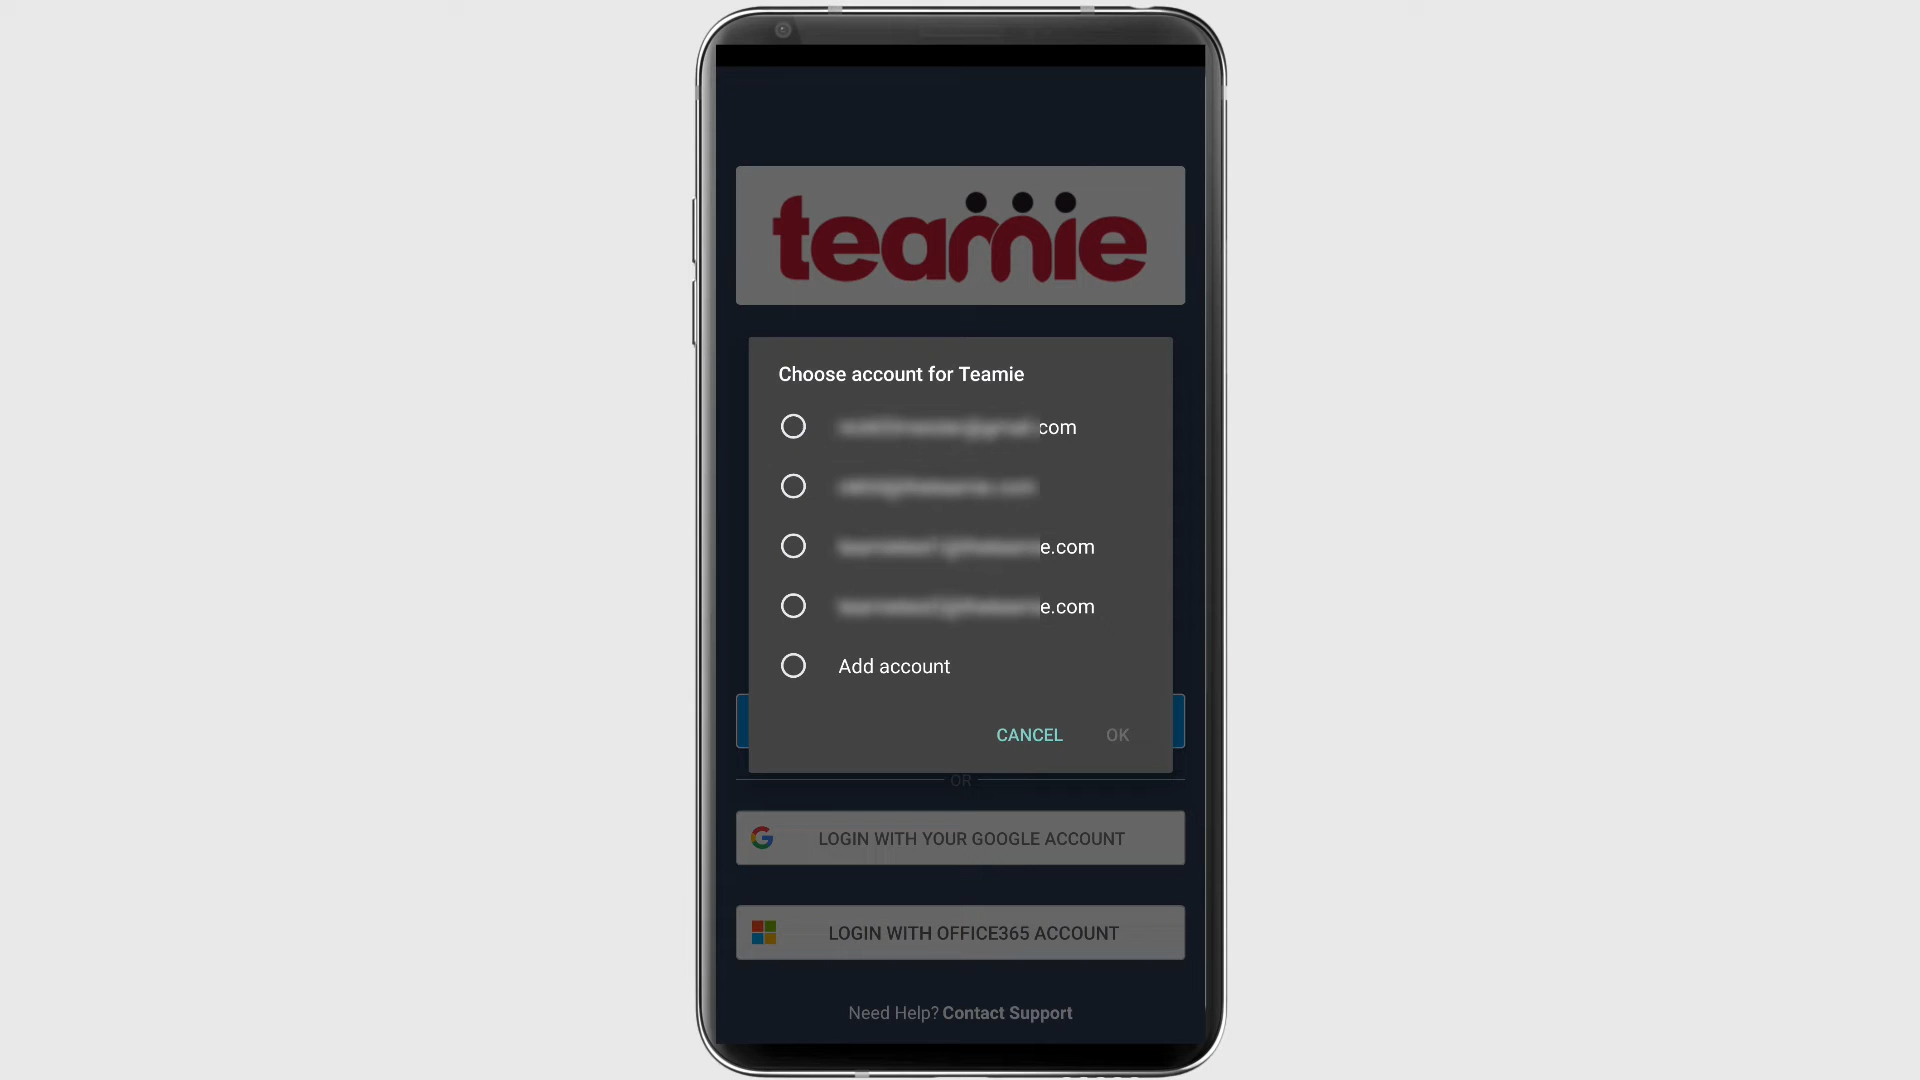 teamie
Choose account for Teamie
com
e.com
e.com
Add account
CANCEL OK
OR
LOGIN WITH YOUR GOOGLE ACCOUNT
LOGIN WITH OFFICE365 ACCOUNT
Need Help? Contact Support